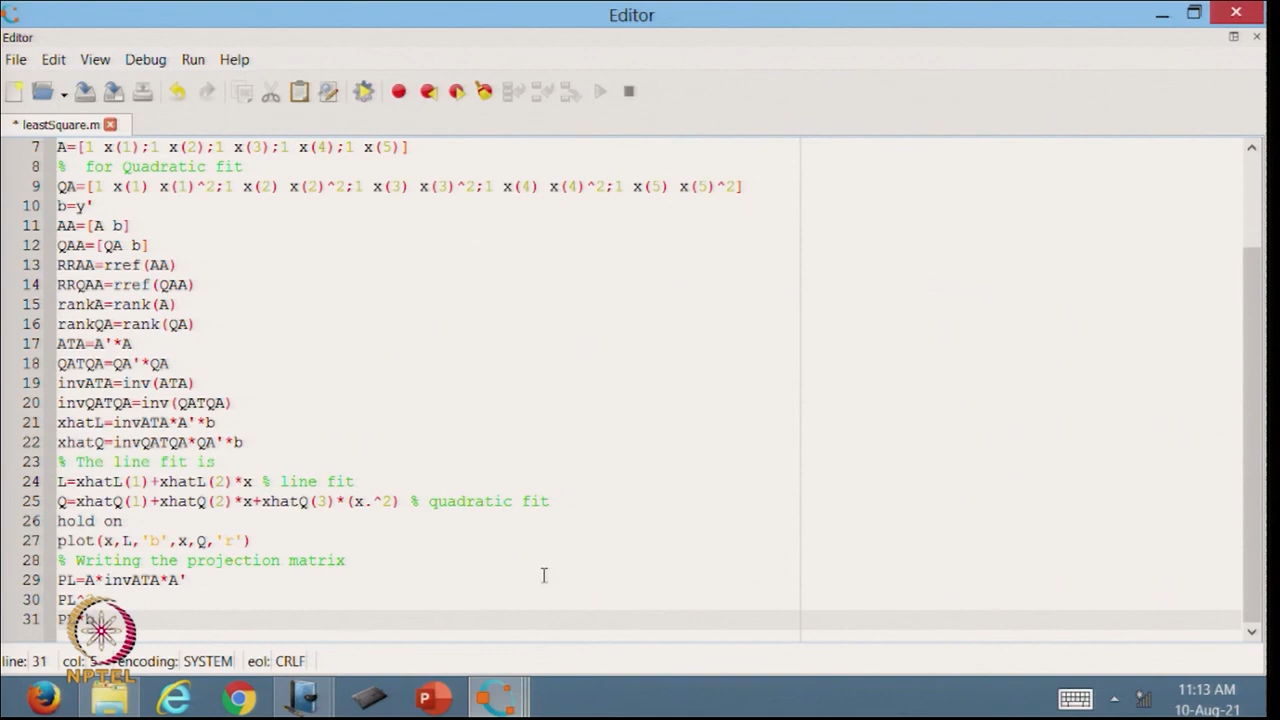 Editor
Editor
File Edit View Debug Run Help
* leastSquare.m
7 A=[1 x(1);1 x(2);1 x(3);1 x(4);1 x(5)]
8 % for Quadratic fit
9 QA=[1 x(1) x(1)^2;1 x(2) x(2)^2;1 x(3) x(3)^2;1 x(4) x(4)^2;1 x(5) x(5)^2]
10 b=y'
11 AA=[A b]
12 QAA=[QA b]
13 RRAA=rref(AA)
14 RRQAA=rref(QAA)
15 rankA=rank(A)
16 rankQA=rank(QA)
17 ATA=A'*A
18 QATQA=QA'*QA
19 invATA=inv(ATA)
20 invQATQA=inv(QATQA)
21 xhatL=invATA*A'*b
22 xhatQ=invQATQA*QA'*b
23 % The line fit is
24 L=xhatL(1)+xhatL(2)*x % line fit
25 Q=xhatQ(1)+xhatQ(2)*x+xhatQ(3)*(x.^2) % quadratic fit
26 hold on
27 plot(x,L,'b',x,Q,'r')
28 % Writing the projection matrix
29 PL=A*invATA*A'
30 PL^2
31
line: 31 col: 5 encoding: SYSTEM eol: CRLF
NPTEL
11:13 AM
10-Aug-21